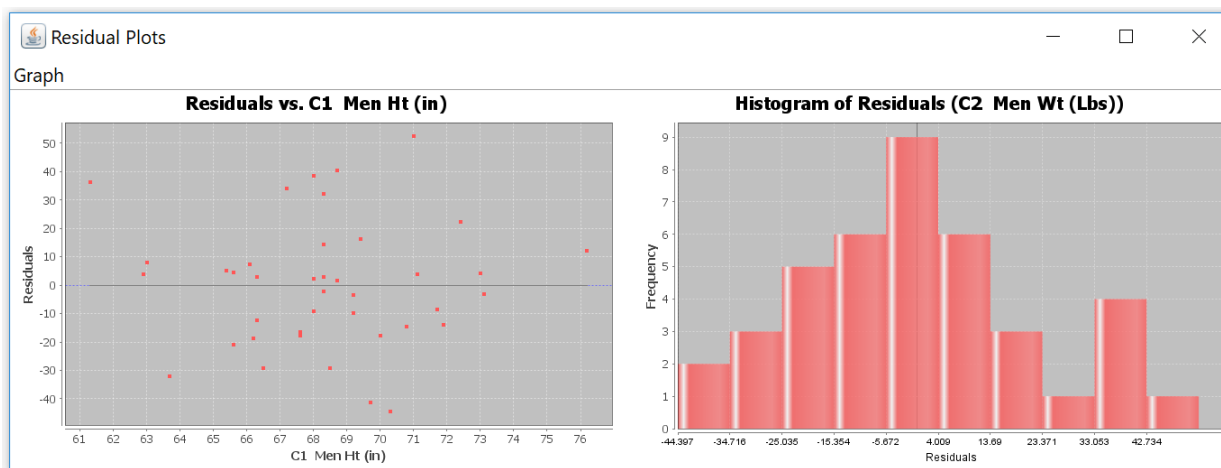 Residual Plots
Graph
Residuals vs. C1 Men Ht (in)
50
40
30
20
10
0
-10
-20
-30
-40
Residuals
61 62 63 64 65 66 67 68 69 70 71 72 73 74 75 76
C1 Men Ht (in)
Histogram of Residuals (C2 Men Wt (Lbs))
9
8
7
6
5
4
3
2
1
0
Frequency
-44.397 -34.716 -25.035 -15.354 -5.672 4.009 13.69 23.371 33.053 42.734
Residuals